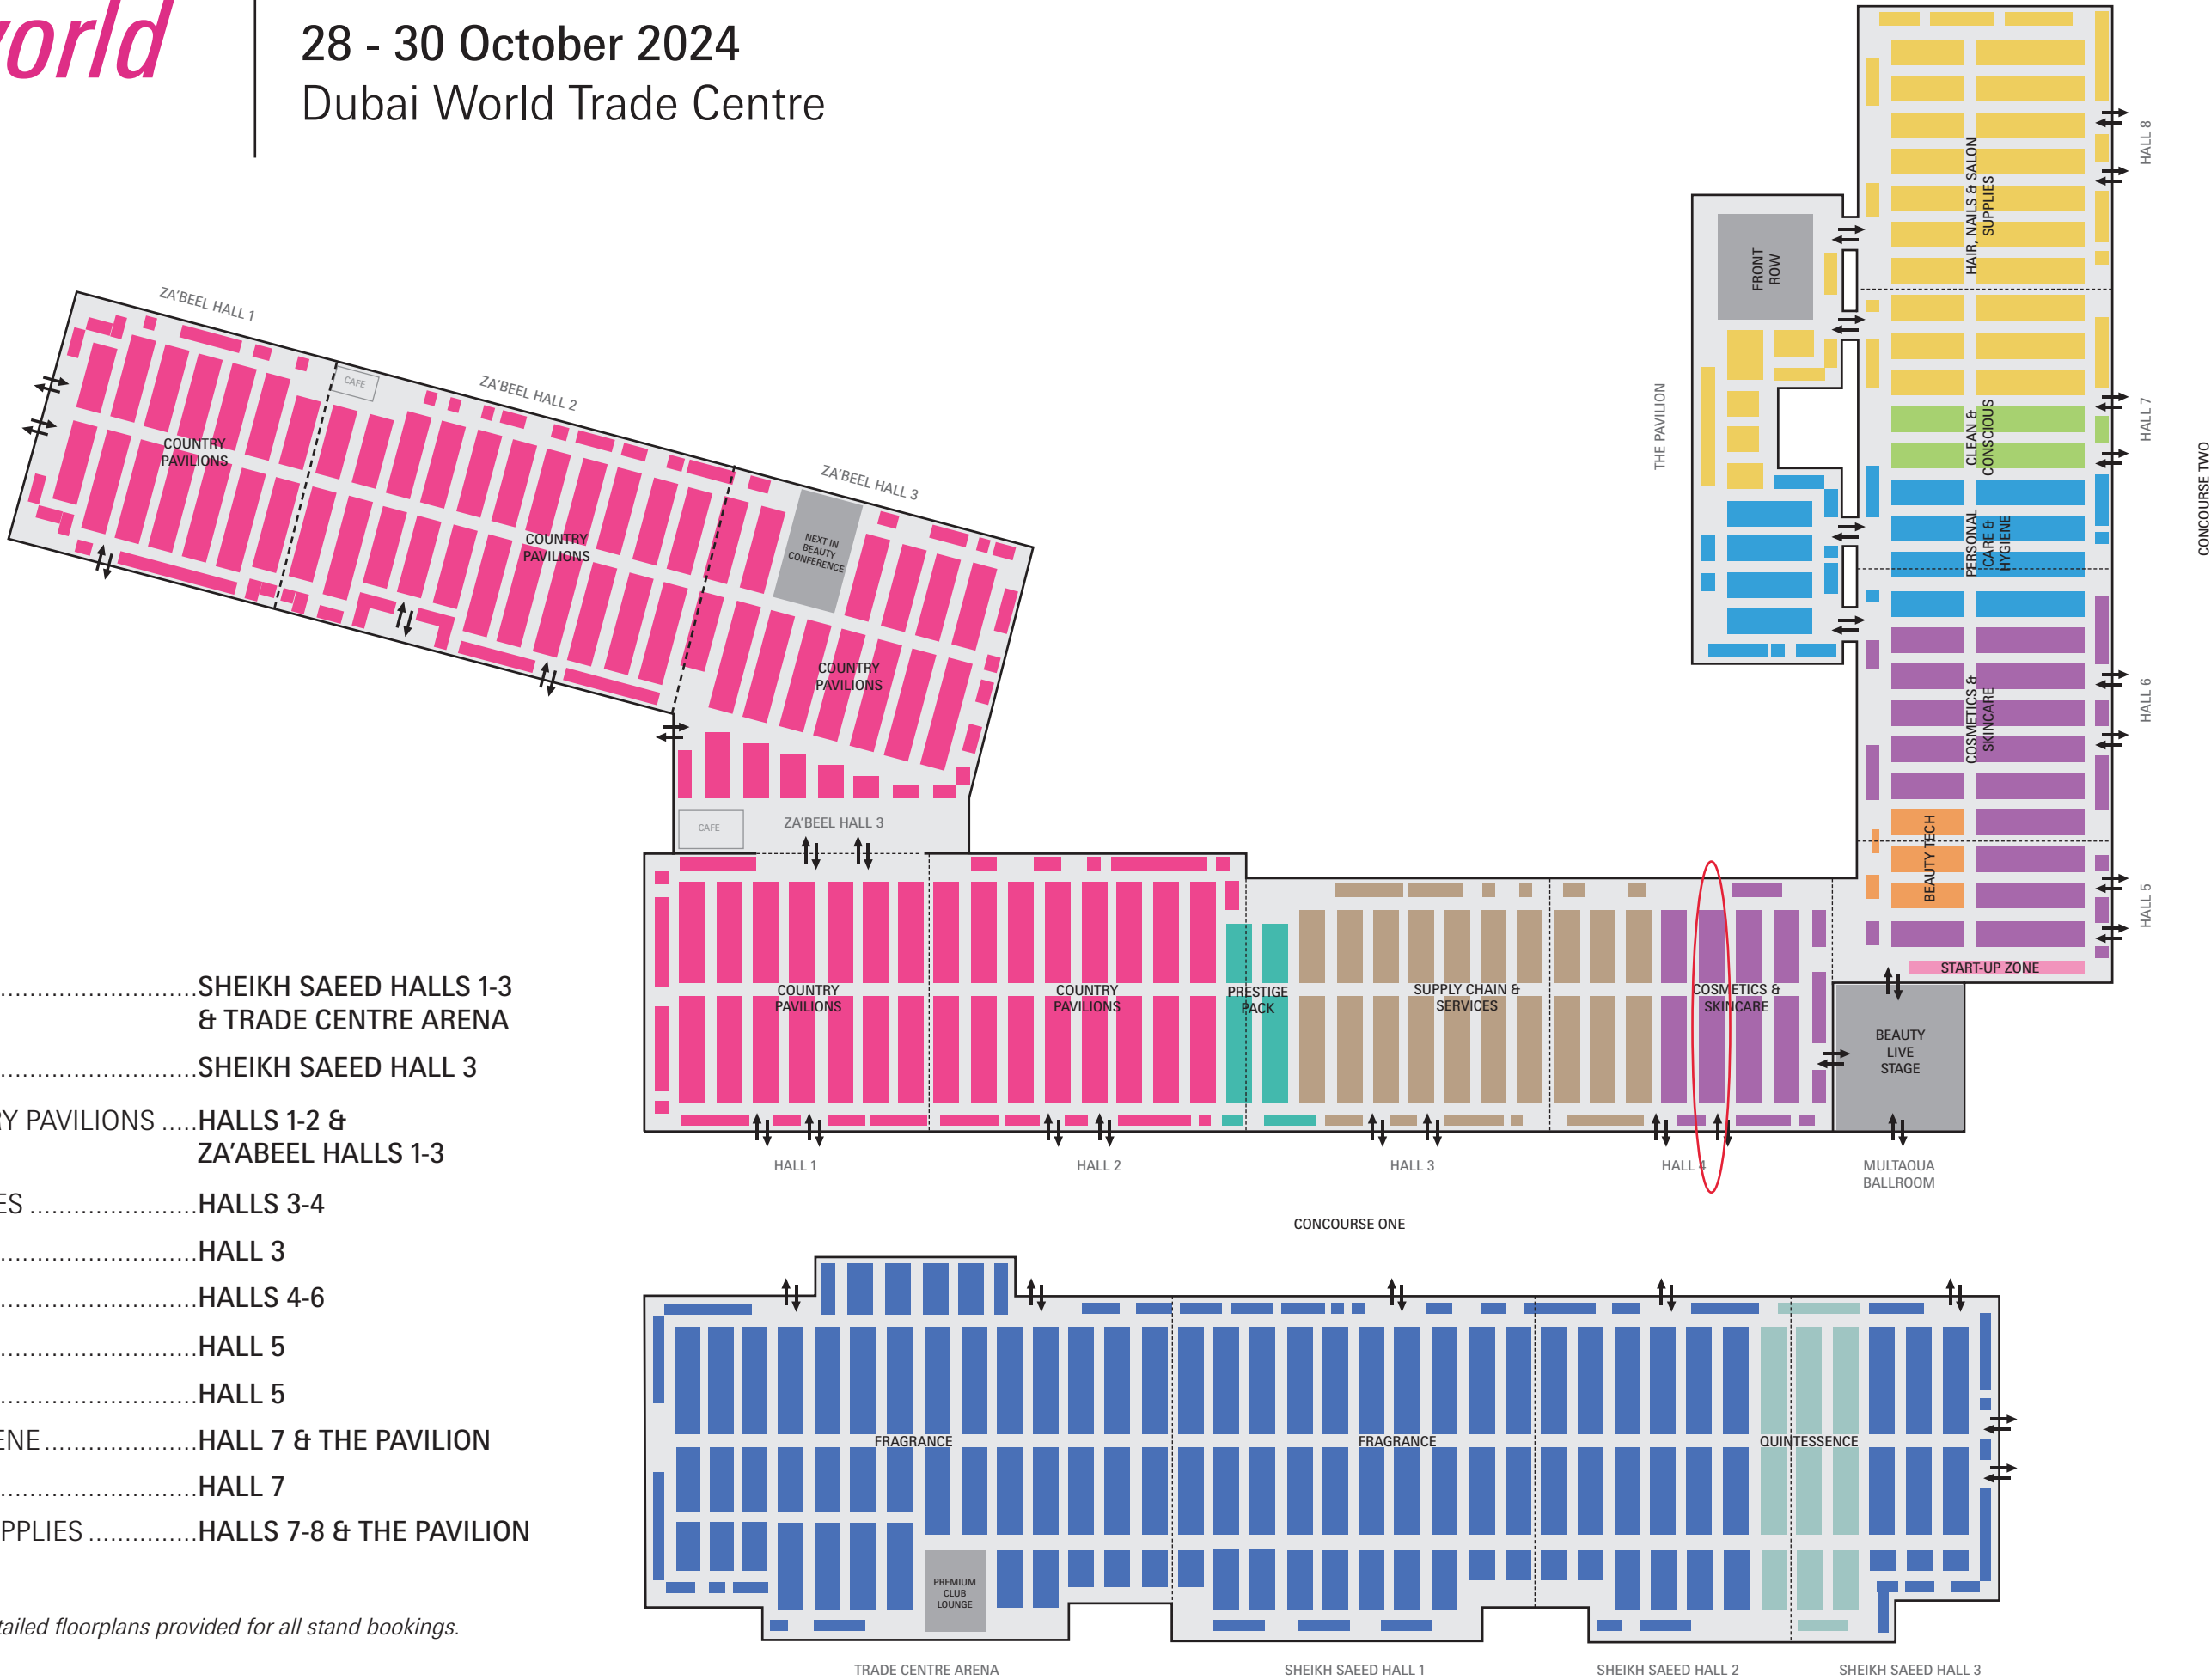 world
28 - 30 October 2024
Dubai World Trade Centre
ZA'BEEL HALL 1
CAFE
ZA'BEEL HALL 2
ZA'BEEL HALL 3
COUNTRY
PAVILIONS
COUNTRY
PAVILIONS
NEXT IN
BEAUTY
CONFERENCE
COUNTRY
PAVILIONS
CAFE
ZA'BEEL HALL 3
FRONT
ROW
THE PAVILION
HAIR, NAILS & SALON
SUPPLIES
CLEAN &
CONSCIOUS
PERSONAL
CARE &
HYGIENE
COSMETICS &
SKINCARE
BEAUTY TECH
HALL 8
HALL 7
HALL 6
HALL 5
CONCOURSE TWO
START-UP ZONE
COUNTRY
PAVILIONS
COUNTRY
PAVILIONS
PRESTIGE
PACK
SUPPLY CHAIN &
SERVICES
COSMETICS &
SKINCARE
BEAUTY
LIVE
STAGE
HALL 1
HALL 2
HALL 3
HALL 4
MULTAQUA
BALLROOM
CONCOURSE ONE
FRAGRANCE
FRAGRANCE
QUINTESSENCE
PREMIUM
CLUB
LOUNGE
TRADE CENTRE ARENA
SHEIKH SAEED HALL 1
SHEIKH SAEED HALL 2
SHEIKH SAEED HALL 3
SHEIKH SAEED HALLS 1-3
& TRADE CENTRE ARENA
SHEIKH SAEED HALL 3
RY PAVILIONS .....HALLS 1-2 &
ZA'ABEEL HALLS 1-3
ES .......................HALLS 3-4
HALL 3
HALLS 4-6
HALL 5
HALL 5
ENE.....................HALL 7 & THE PAVILION
HALL 7
PPLIES ...............HALLS 7-8 & THE PAVILION
tailed floorplans provided for all stand bookings.